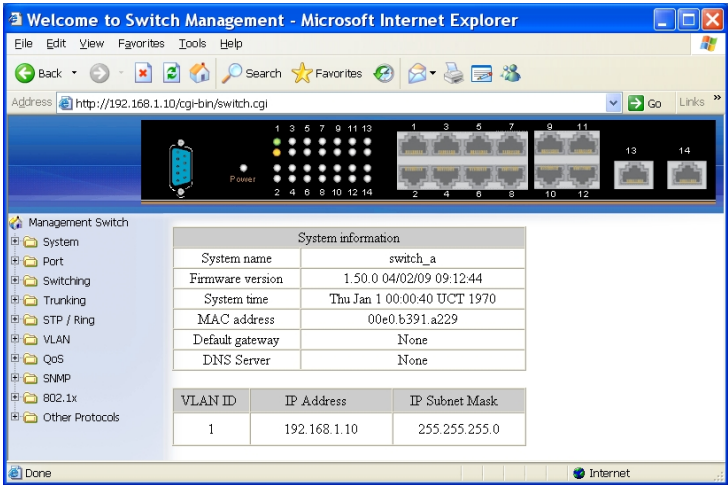 Welcome to Switch Management - Microsoft Internet Explorer
File Edit View Favorites Tools Help
Back Search Favorites
Address http://192.168.1.10/cgi-bin/switch.cgi Go Links »
1 3 5 7 9 11 13
Power
2 4 6 8 10 12 14
1 3 5 7 9 11
13 14
2 4 6 8 10 12
Management Switch
System
Port
Switching
Trunking
STP / Ring
VLAN
QoS
SNMP
802.1x
Other Protocols
System information
System name switch_a
Firmware version 1.50.0 04/02/09 09:12:44
System time Thu Jan 1 00:00:40 UCT 1970
MAC address 00e0.b391.a229
Default gateway None
DNS Server None
VLAN ID IP Address IP Subnet Mask
1 192.168.1.10 255.255.255.0
Done Internet